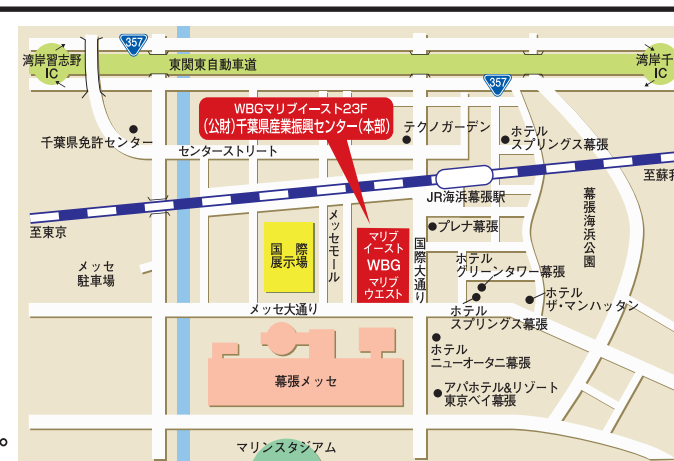 357
湾岸習志野
IC
東関東自動車道
湾岸千
IC
357
WBGマリブイースト23F
(公財)千葉県産業振興センター(本部)
テクノガーデン
ホテル
スプリングス幕張
千葉県免許センター
センターストリート
至蘇我
JR海浜幕張駅
幕張海浜公園
至東京
メッセ
駐車場
国際
展示場
メッセモール
マリブ
イースト
WBG
マリブ
ウエスト
国際大通り
プレナ幕張
ホテル
グリーンタワー幕張
ホテル
ザ・マンハッタン
メッセ大通り
ホテル
スプリングス幕張
ホテル
ニューオータニ幕張
幕張メッセ
アパホテル&リゾート
東京ベイ幕張
。
マリンスタジアム